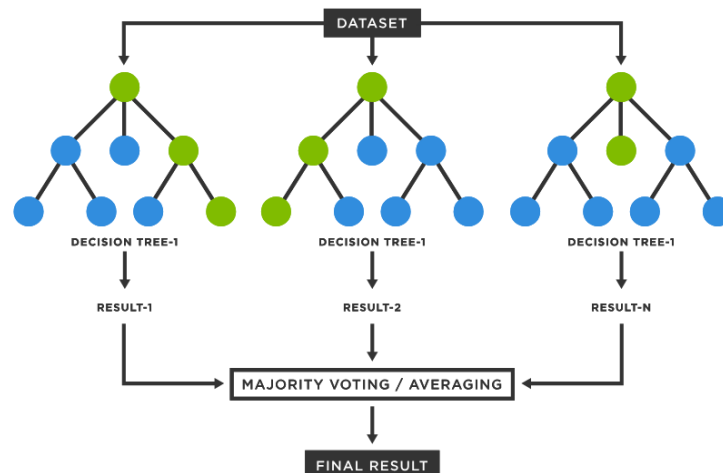 DATASET
DECISION TREE-1
DECISION TREE-1
DECISION TREE-1
RESULT-1
RESULT-2
RESULT-N
MAJORITY VOTING / AVERAGING
FINAL RESULT